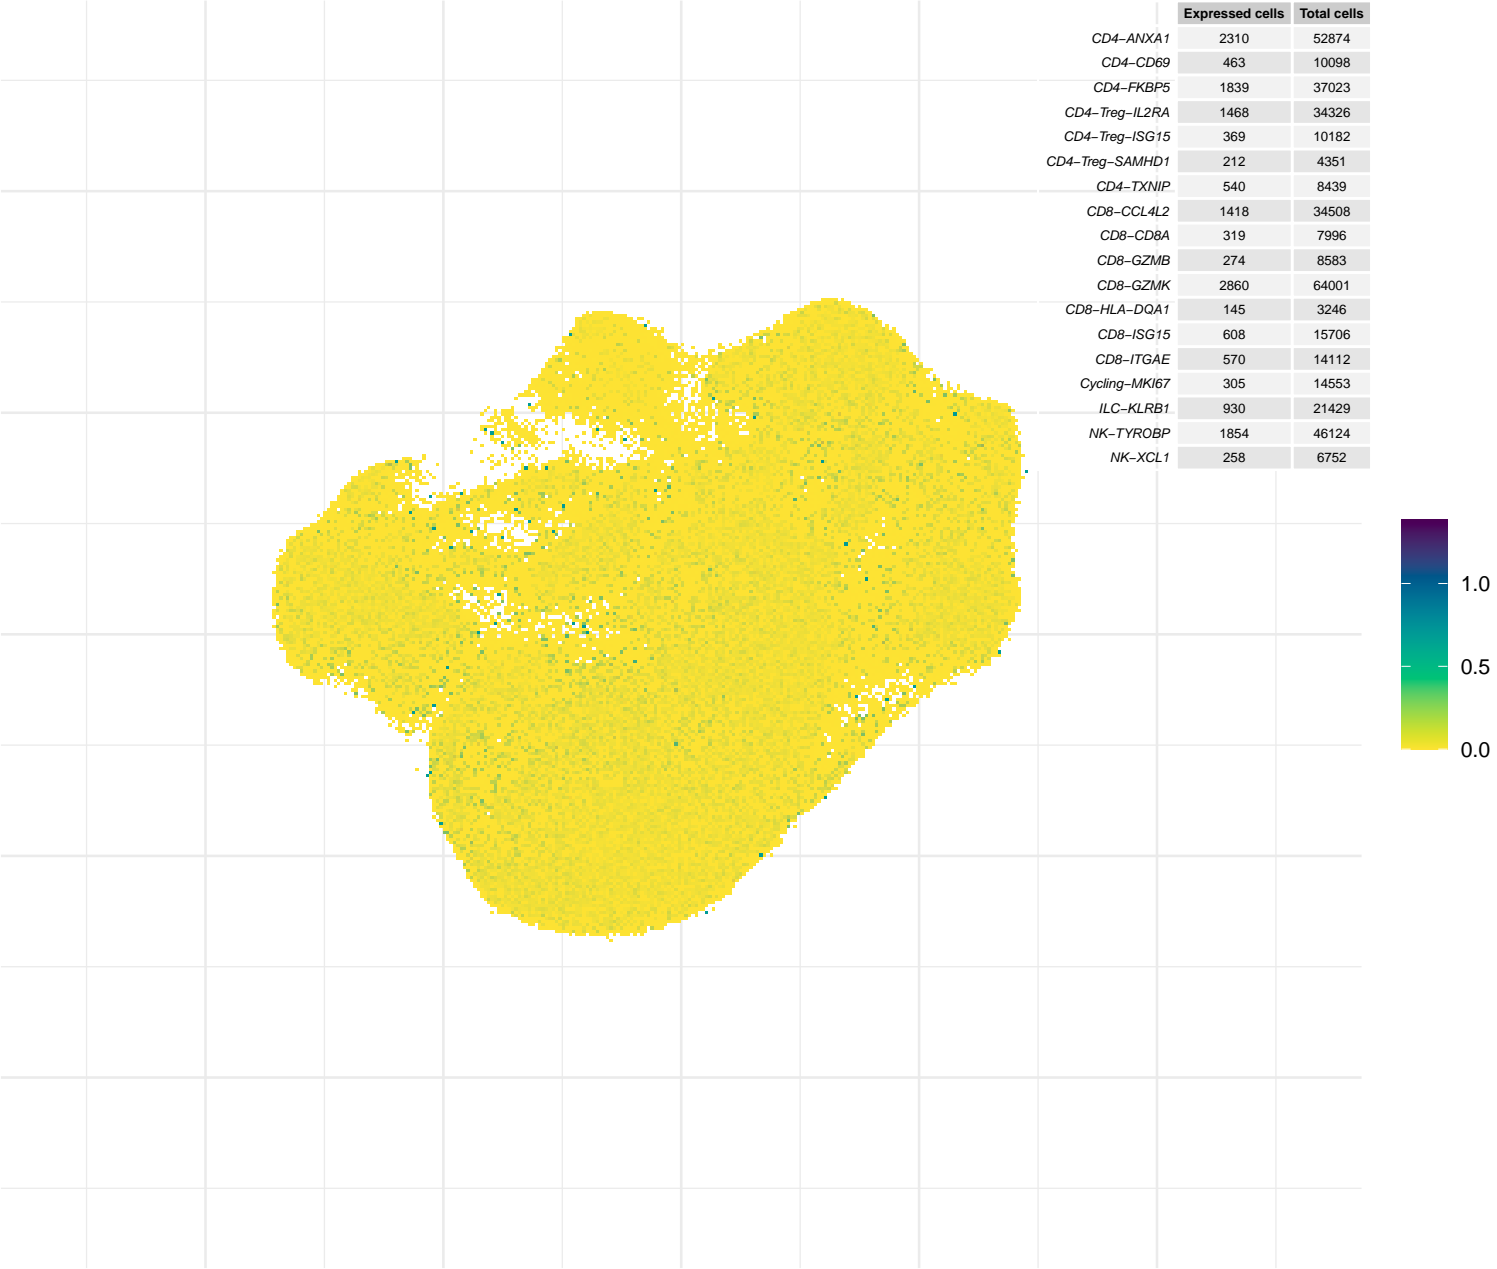 Expressed cells Total cells
CD4−ANXA1 2310 52874
CD4−CD69 463 10098
CD4−FKBP5 1839 37023
CD4−Treg−IL2RA 1468 34326
CD4−Treg−ISG15 369 10182
CD4−Treg−SAMHD1 212 4351
CD4−TXNIP 540 8439
CD8−CCL4L2 1418 34508
CD8−CD8A 319 7996
CD8−GZMB 274 8583
CD8−GZMK 2860 64001
CD8−HLA−DQA1 145 3246
CD8−ISG15 608 15706
CD8−ITGAE 570 14112
Cycling−MKI67 305 14553
ILC−KLRB1 930 21429
NK−TYROBP 1854 46124
NK−XCL1 258 6752
1.0
0.5
0.0